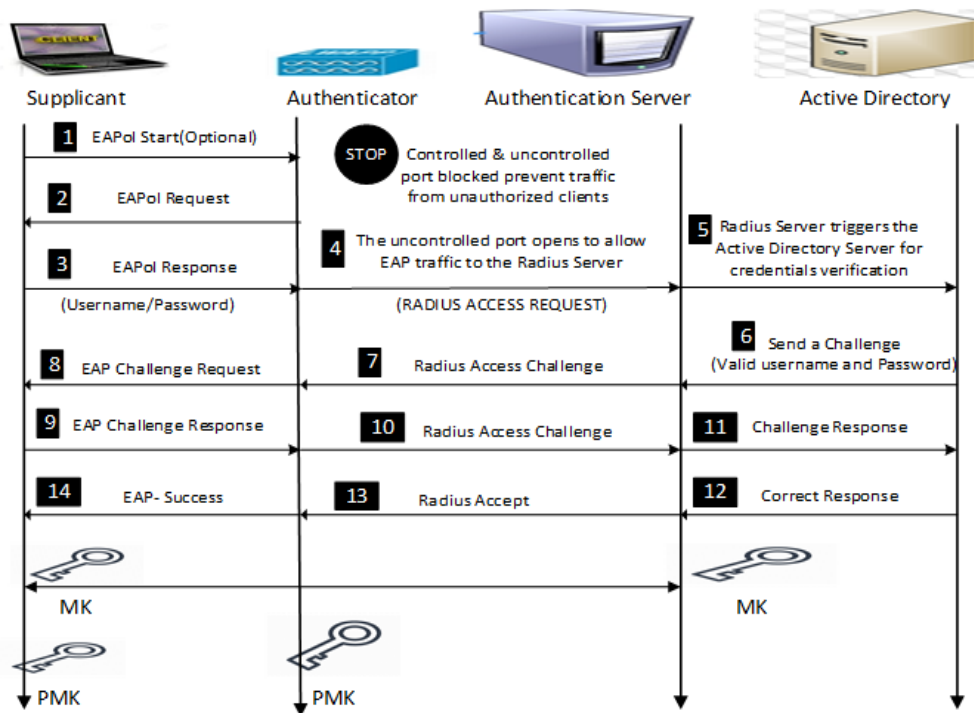 CLIENT
Supplicant
Authenticator
Authentication Server
Active Directory
1 EAPol Start(Optional)
STOP
Controlled & uncontrolled
port blocked prevent traffic
from unauthorized clients
2 EAPol Request
3 EAPol Response
(Username/Password)
4 The uncontrolled port opens to allow
EAP traffic to the Radius Server
(RADIUS ACCESS REQUEST)
5 Radius Server triggers the
Active Directory Server for
credentials verification
6 Send a Challenge
(Valid username and Password)
7 Radius Access Challenge
8 EAP Challenge Request
9 EAP Challenge Response
10 Radius Access Challenge
11 Challenge Response
12 Correct Response
13 Radius Accept
14 EAP- Success
MK
MK
PMK
PMK